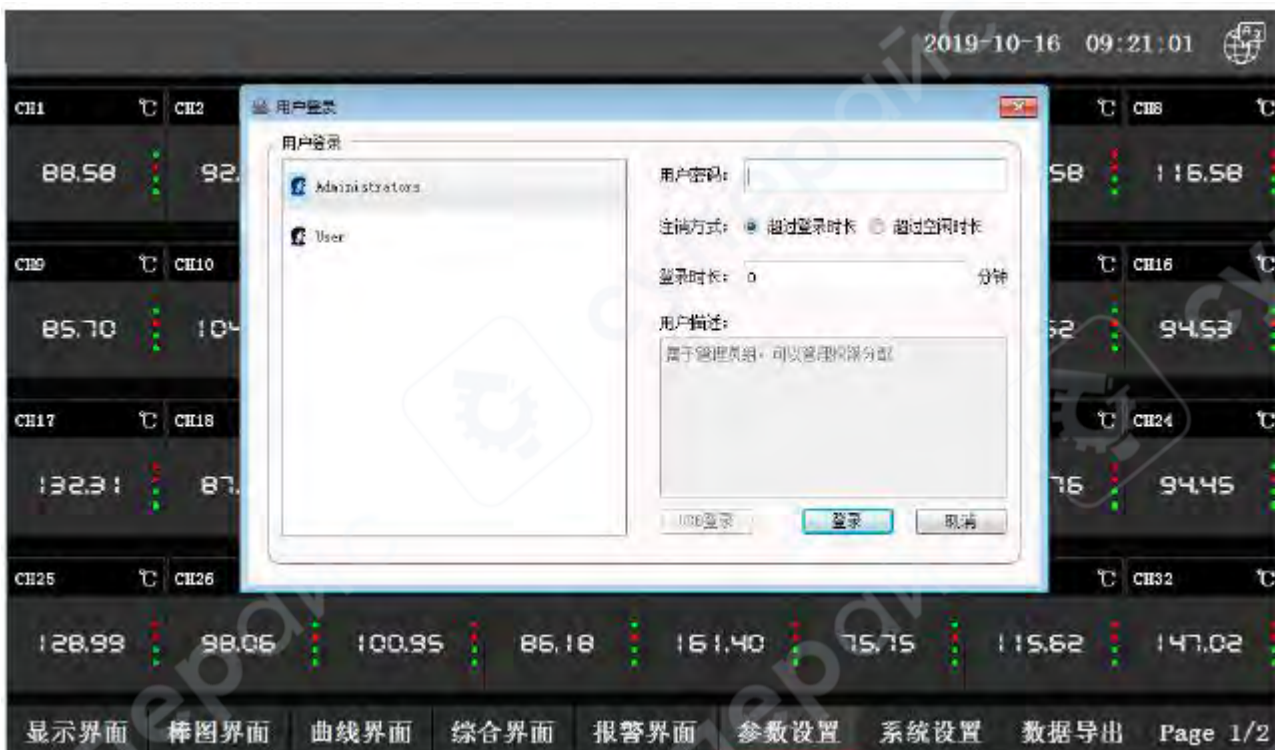 2019-10-16 09:21:01
CH1 ℃ CH2 ℃ CH8 ℃
88.58 92. 58 116.58
用户登录
用户登录
Administrators
User
用户密码：
注销方式： 超过登录时长 超过空闲时长
登录时长： 0 分钟
用户描述：
属于管理员组，可以管理权限分配
USB登录 登录 取消
CH9 ℃ CH10 ℃ CH16 ℃
85.70 104 52 94.53
CH17 ℃ CH18 ℃ CH24 ℃
132.31 87. 76 94.45
CH25 ℃ CH26 ℃ CH32 ℃
128.99 98.06 100.95 86.18 161.40 75.75 115.62 147.02
显示界面 棒图界面 曲线界面 综合界面 报警界面 参数设置 系统设置 数据导出 Page 1/2